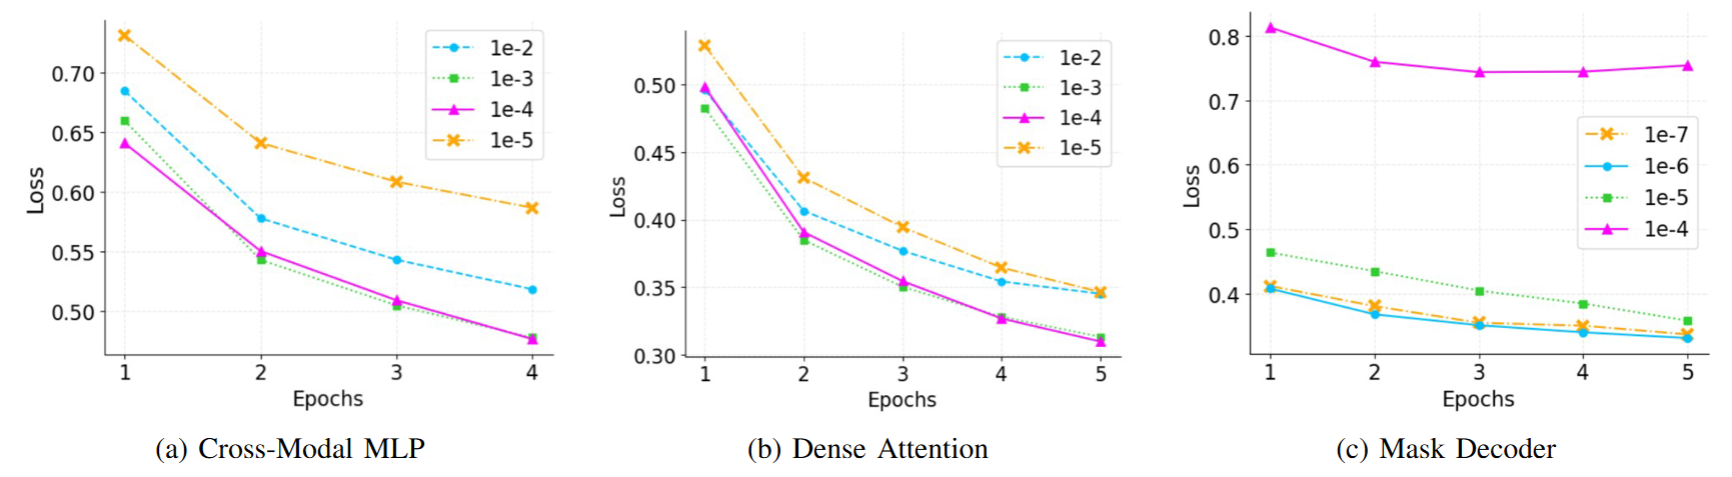 0.70
0.65
0.60
0.55
0.50
Loss
1e-2
1e-3
1e-4
1e-5
1 2 3 4
Epochs
(a) Cross-Modal MLP
0.50
0.45
0.40
0.35
0.30
Loss
1e-2
1e-3
1e-4
1e-5
1 2 3 4 5
Epochs
(b) Dense Attention
0.8
0.7
0.6
0.5
0.4
Loss
1e-7
1e-6
1e-5
1e-4
1 2 3 4 5
Epochs
(c) Mask Decoder